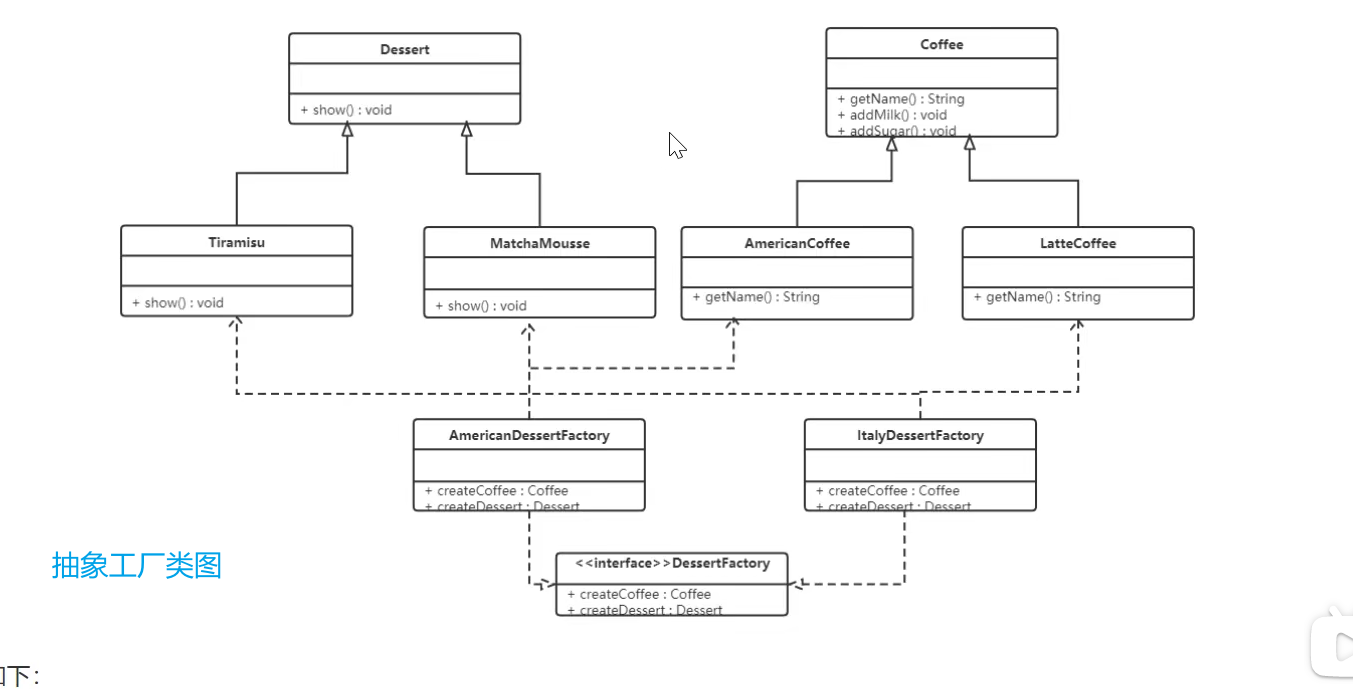 Dessert
+ show() : void
Coffee
+ getName() : String
+ addMilk() : void
+ addSugar() : void
Tiramisu
+ show() : void
MatchaMousse
+ show() : void
AmericanCoffee
+ getName() : String
LatteCoffee
+ getName() : String
AmericanDessertFactory
+ createCoffee : Coffee
+ createDessert : Dessert
ItalyDessertFactory
+ createCoffee : Coffee
+ createDessert : Dessert
抽象工厂类图
<<interface>>DessertFactory
+ createCoffee : Coffee
+ createDessert : Dessert
如下：